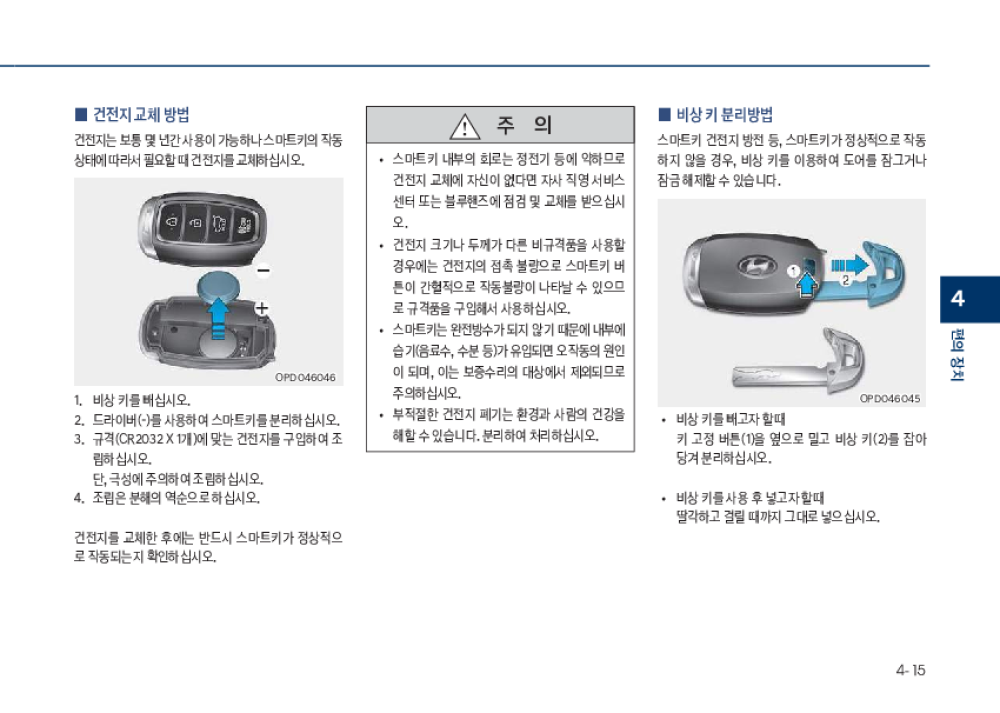 ■ 건전지 교체 방법
건전지는 보통 몇 년간 사용이 가능하나 스마트키의 작동
상태에 따라서 필요할 때 건전지를 교체하십시오.
OPD046046
1. 비상 키를 빼십시오.
2. 드라이버(-)를 사용하여 스마트키를 분리하십시오.
3. 규격(CR2032 X 1개)에 맞는 건전지를 구입하여 조
립하십시오.
단, 극성에 주의하여 조립하십시오.
4. 조립은 분해의 역순으로 하십시오.
건전지를 교체한 후에는 반드시 스마트키가 정상적으
로 작동되는지 확인하십시오.
주 의
• 스마트키 내부의 회로는 정전기 등에 약하므로
건전지 교체에 자신이 없다면 자사 직영 서비스
센터 또는 블루핸즈에 점검 및 교체를 받으십시
오.
• 건전지 크기나 두께가 다른 비규격품을 사용할
경우에는 건전지의 접촉 불량으로 스마트키 버
튼이 간헐적으로 작동불량이 나타날 수 있으므
로 규격품을 구입해서 사용하십시오.
• 스마트키는 완전방수가 되지 않기 때문에 내부에
습기(음료수, 수분 등)가 유입되면 오작동의 원인
이 되며, 이는 보증수리의 대상에서 제외되므로
주의하십시오.
• 부적절한 건전지 폐기는 환경과 사람의 건강을
해할 수 있습니다. 분리하여 처리하십시오.
■ 비상 키 분리방법
스마트키 건전지 방전 등, 스마트키가 정상적으로 작동
하지 않을 경우, 비상 키를 이용하여 도어를 잠그거나
잠금 해제할 수 있습니다.
1
2
OPD046045
• 비상 키를 빼고자 할 때
키 고정 버튼(1)을 옆으로 밀고 비상 키(2)를 잡아
당겨 분리하십시오.
• 비상 키를 사용 후 넣고자 할 때
딸각하고 걸릴 때까지 그대로 넣으십시오.
4
편의 장치
4-15